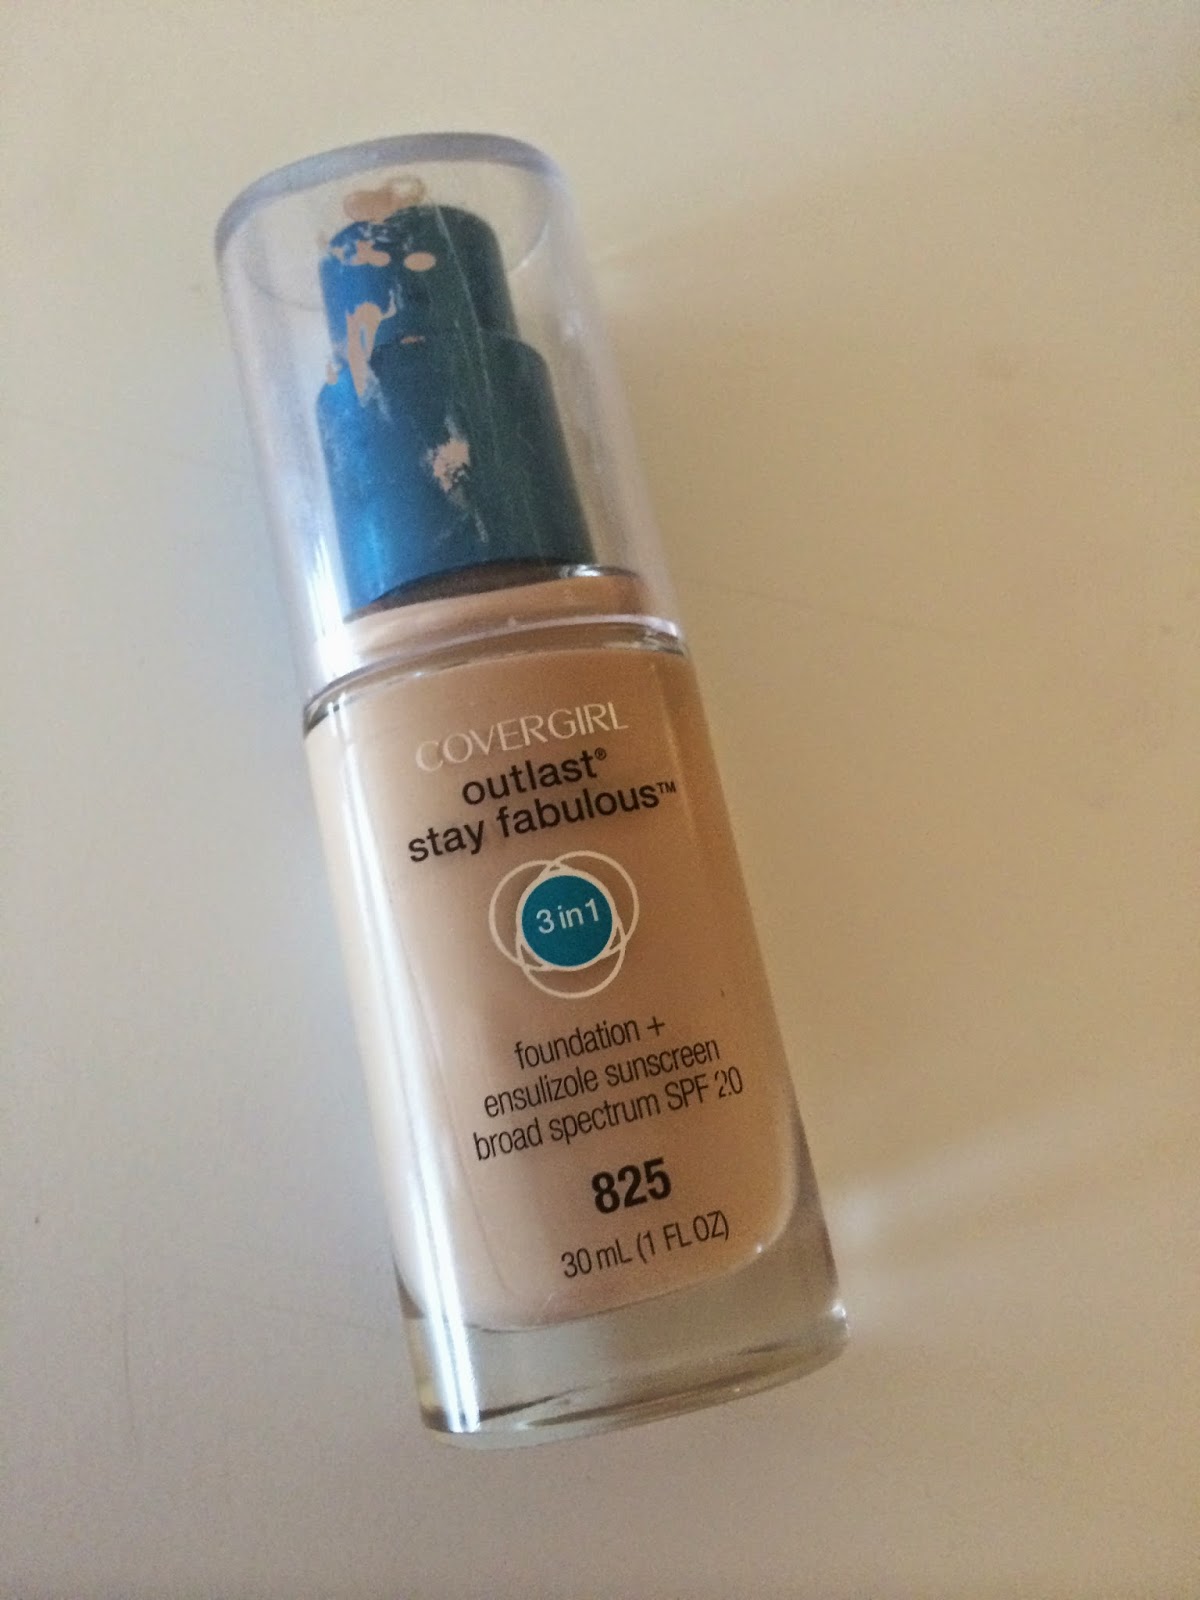 COVERGIRL
outlast®
stay fabulous™
3 in 1
foundation +
ensulizole sunscreen
broad spectrum SPF 20
825
30 mL (1 FL OZ)